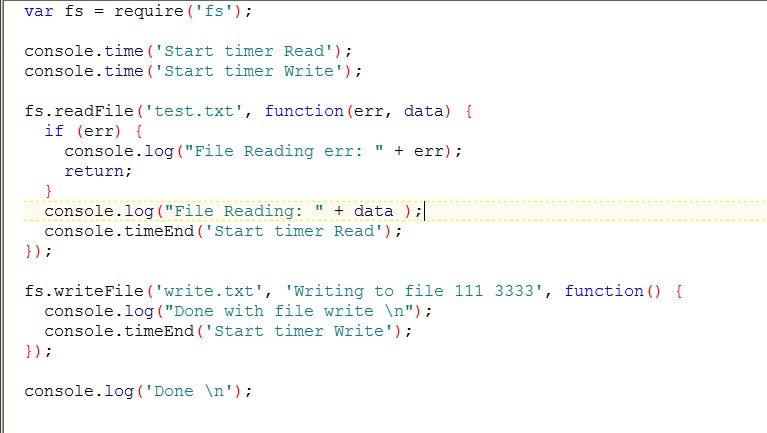 var fs = require('fs');
console.time('Start timer Read');
console.time('Start timer Write');
fs.readFile('test.txt', function(err, data) {
  if (err) {
    console.log("File Reading err: " + err);
    return;
  }
  console.log("File Reading: " + data );
  console.timeEnd('Start timer Read');
});
fs.writeFile('write.txt', 'Writing to file 111 3333', function() {
  console.log("Done with file write \n");
  console.timeEnd('Start timer Write');
});
console.log('Done \n');